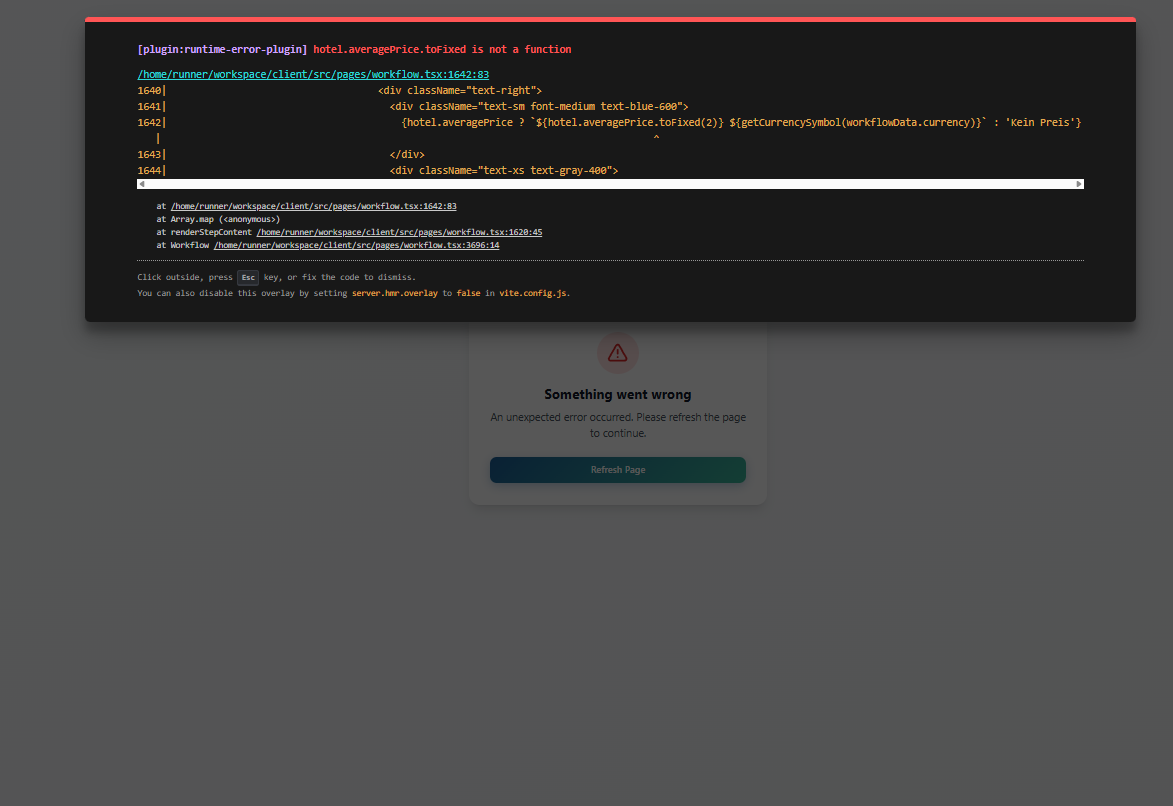 [plugin:runtime-error-plugin] hotel.averagePrice.toFixed is not a function
/home/runner/workspace/client/src/pages/workflow.tsx:1642:83
1640|                                    <div className="text-right">
1641|                                      <div className="text-sm font-medium text-blue-600">
1642|                                        {hotel.averagePrice ? `${hotel.averagePrice.toFixed(2)} ${getCurrencySymbol(workflowData.currency)}` : 'Kein Preis'}
   |                                                                                   ^
1643|                                      </div>
1644|                                      <div className="text-xs text-gray-400">
at /home/runner/workspace/client/src/pages/workflow.tsx:1642:83
at Array.map (<anonymous>)
at renderStepContent /home/runner/workspace/client/src/pages/workflow.tsx:1620:45
at Workflow /home/runner/workspace/client/src/pages/workflow.tsx:3696:14
Click outside, press Esc key, or fix the code to dismiss.
You can also disable this overlay by setting server.hmr.overlay to false in vite.config.js.
Something went wrong
An unexpected error occurred. Please refresh the page
to continue.
Refresh Page